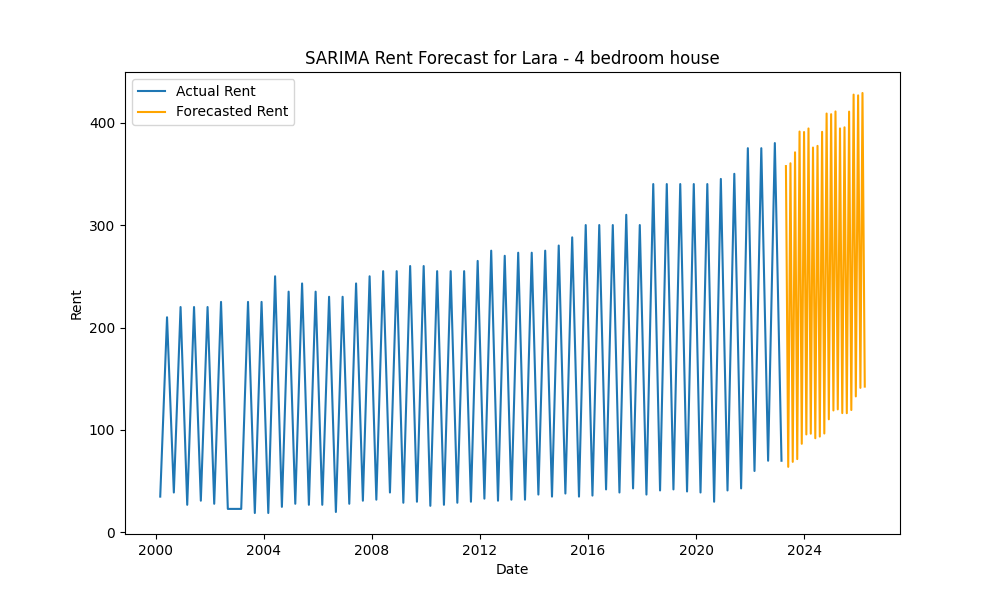 SARIMA Rent Forecast for Lara - 4 bedroom house
Actual Rent
Forecasted Rent
400
300
200
100
0
Rent
2000 2004 2008 2012 2016 2020 2024
Date